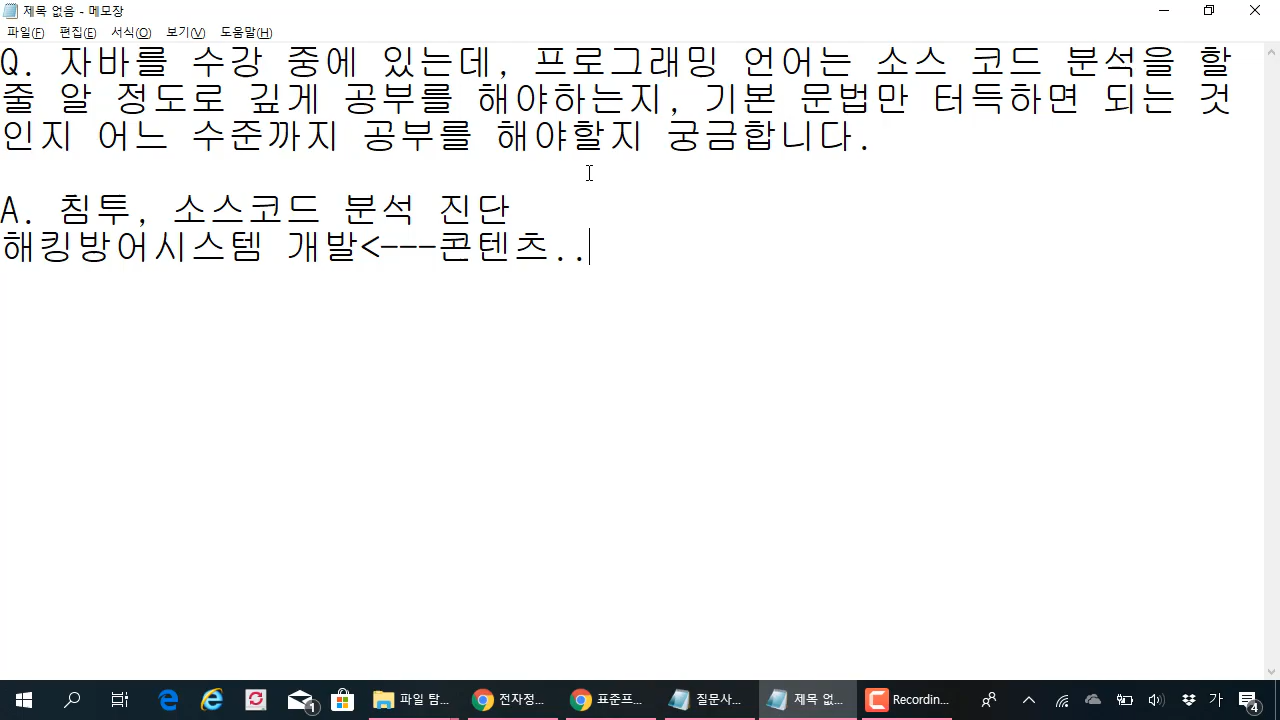 제목 없음 - 메모장
파일(F) 편집(E) 서식(O) 보기(V) 도움말(H)
Q. 자바를 수강 중에 있는데, 프로그래밍 언어는 소스 코드 분석을 할
줄 알 정도로 깊게 공부를 해야하는지, 기본 문법만 터득하면 되는 것
인지 어느 수준까지 공부를 해야할지 궁금합니다.
A. 침투, 소스코드 분석 진단
해킹방어시스템 개발<---콘텐츠..
1 파일 탐... 전자정... 표준프... 질문사... 제목 없... Recordin... 가 4